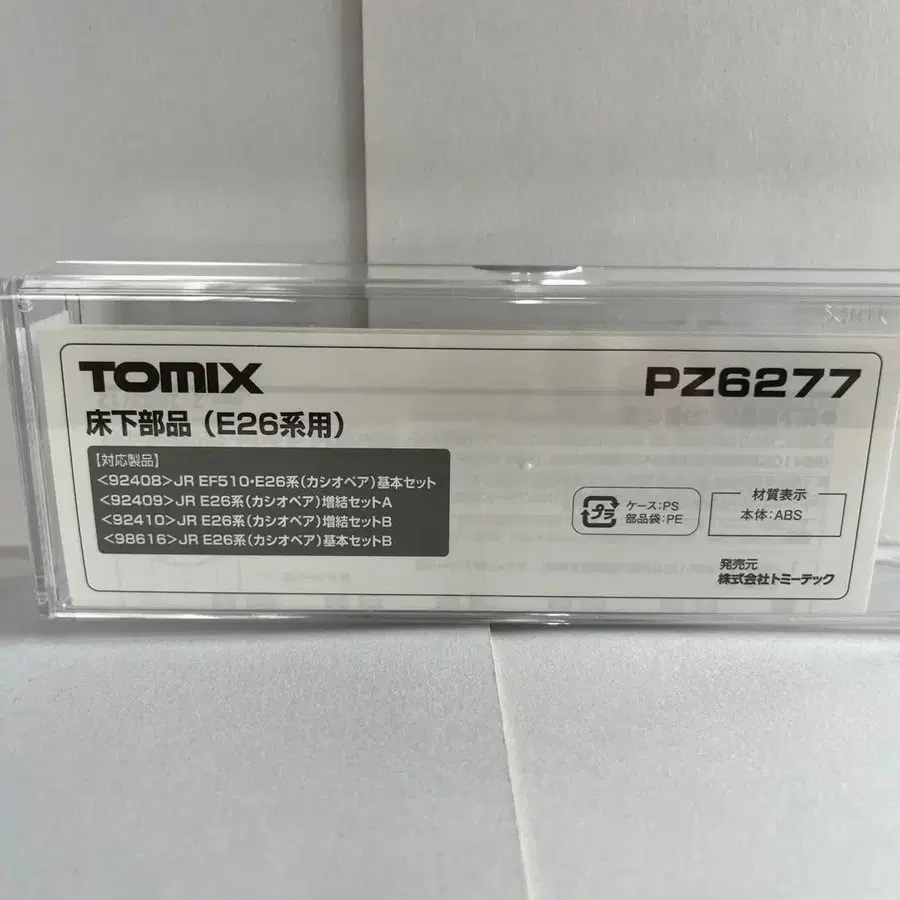 TOMIX
PZ6277
床下部品（E26系用）
【対応製品】
<92408>JR EF510・E26系(カシオペア)基本セット
<92409>JR E26系(カシオペア)増結セットA
<92410>JR E26系(カシオペア)増結セットB
<98616>JR E26系(カシオペア)基本セットB
プラ
ケース:PS
部品袋:PE
材質表示
本体:ABS
発売元
株式会社トミーテック